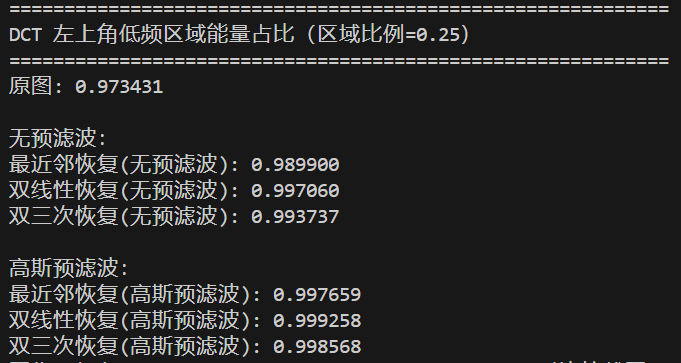 ============================================================
DCT 左上角低频区域能量占比 (区域比例=0.25)
============================================================
原图: 0.973431
无预滤波:
最近邻恢复(无预滤波): 0.989900
双线性恢复(无预滤波): 0.997060
双三次恢复(无预滤波): 0.993737
高斯预滤波:
最近邻恢复(高斯预滤波): 0.997659
双线性恢复(高斯预滤波): 0.999258
双三次恢复(高斯预滤波): 0.998568